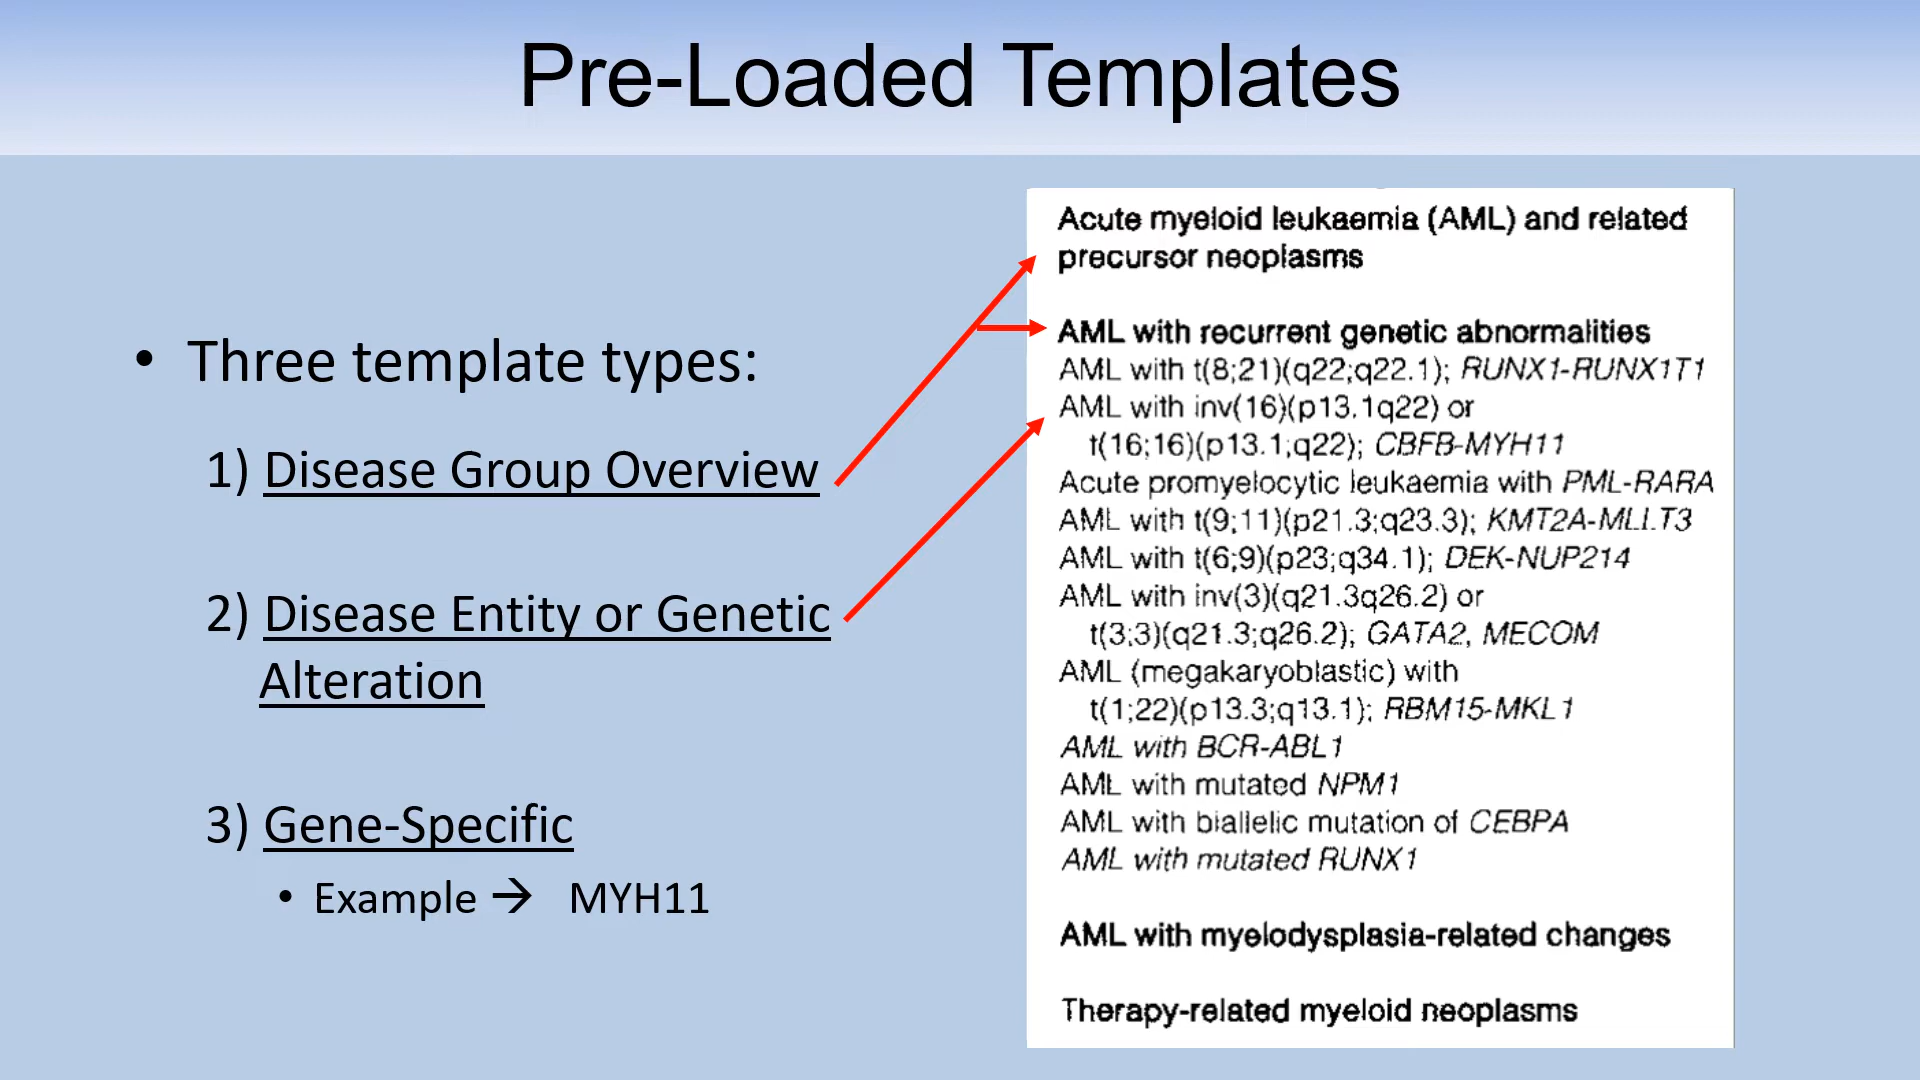 Pre-Loaded Templates
• Three template types:
1) Disease Group Overview
2) Disease Entity or Genetic
Alteration
3) Gene-Specific
• Example → MYH11
Acute myeloid leukaemia (AML) and related
precursor neoplasms
AML with recurrent genetic abnormalities
AML with t(8;21)(q22;q22.1); RUNX1-RUNX1T1
AML with inv(16)(p13.1q22) or
t(16;16)(p13.1;q22); CBFB-MYH11
Acute promyelocytic leukaemia with PML-RARA
AML with t(9;11)(p21.3;q23.3); KMT2A-MLLT3
AML with t(6;9)(p23;q34.1); DEK-NUP214
AML with inv(3)(q21.3q26.2) or
t(3;3)(q21.3;q26.2); GATA2, MECOM
AML (megakaryoblastic) with
t(1;22)(p13.3;q13.1); RBM15-MKL1
AML with BCR-ABL1
AML with mutated NPM1
AML with biallelic mutation of CEBPA
AML with mutated RUNX1
AML with myelodysplasia-related changes
Therapy-related myeloid neoplasms